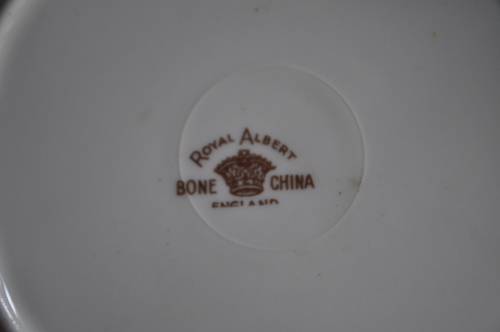 ROYAL ALBERT
BONE CHINA
ENGLAND